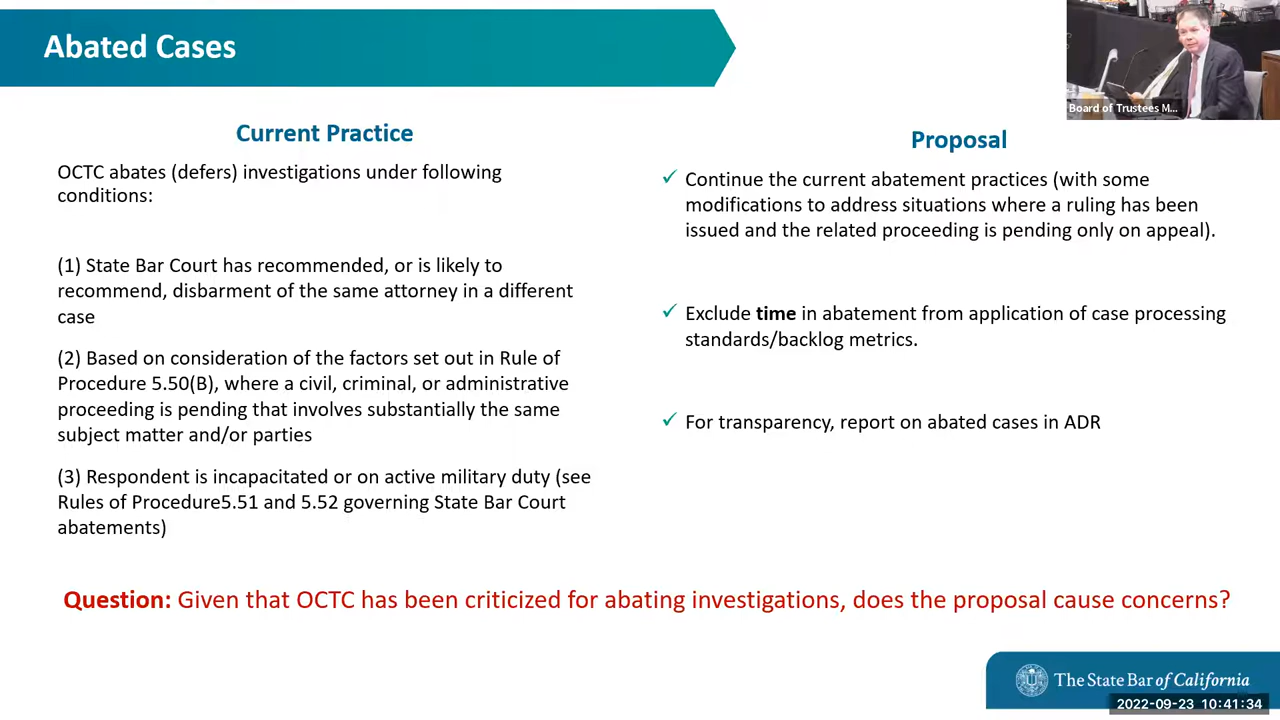 Abated Cases
Board of Trustees M...
Current Practice
OCTC abates (defers) investigations under following
conditions:
(1) State Bar Court has recommended, or is likely to
recommend, disbarment of the same attorney in a different
case
(2) Based on consideration of the factors set out in Rule of
Procedure 5.50(B), where a civil, criminal, or administrative
proceeding is pending that involves substantially the same
subject matter and/or parties
(3) Respondent is incapacitated or on active military duty (see
Rules of Procedure5.51 and 5.52 governing State Bar Court
abatements)
Proposal
✓ Continue the current abatement practices (with some
modifications to address situations where a ruling has been
issued and the related proceeding is pending only on appeal).
✓ Exclude time in abatement from application of case processing
standards/backlog metrics.
✓ For transparency, report on abated cases in ADR
Question: Given that OCTC has been criticized for abating investigations, does the proposal cause concerns?
The State Bar of California
2022-09-23 10:41:34